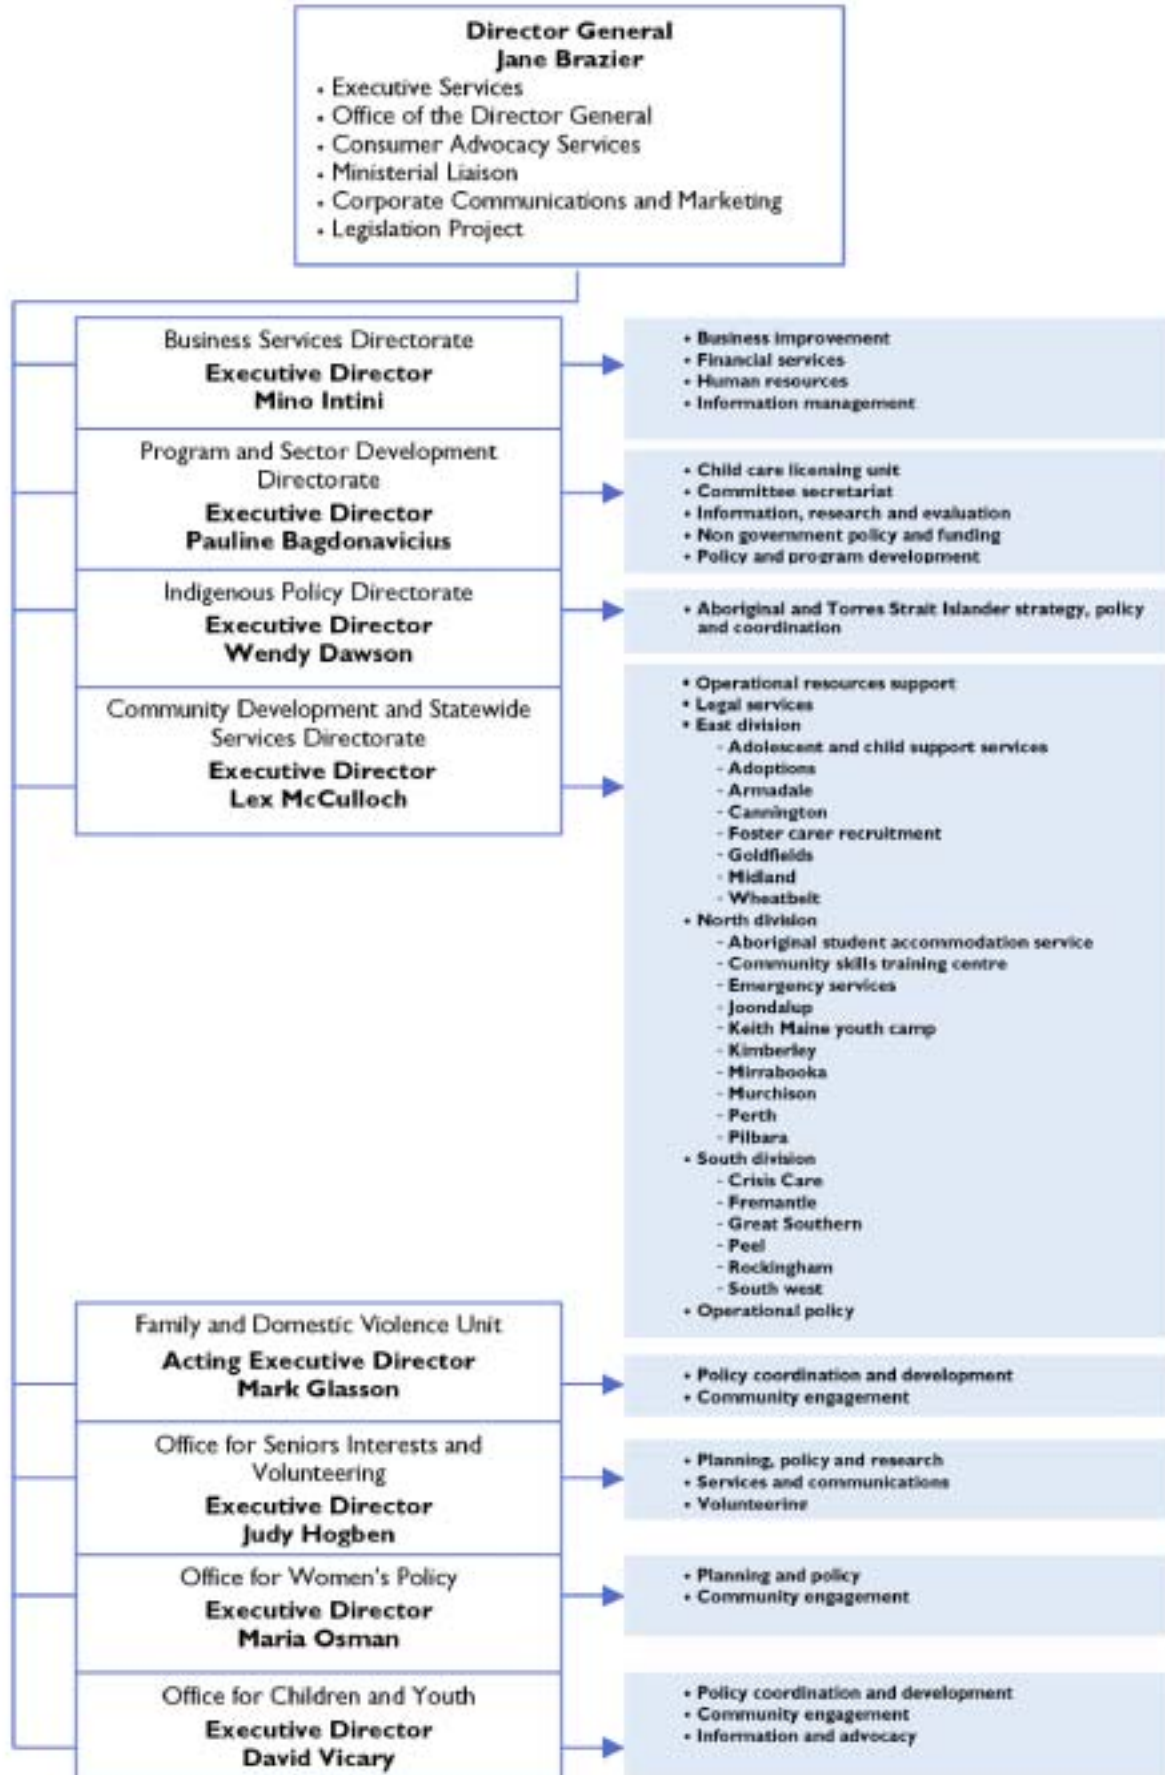 Director General
Jane Brazier
• Executive Services
• Office of the Director General
• Consumer Advocacy Services
• Ministerial Liaison
• Corporate Communications and Marketing
• Legislation Project
Business Services Directorate
Executive Director
Mino Intini
• Business improvement
• Financial services
• Human resources
• Information management
Program and Sector Development
Directorate
Executive Director
Pauline Bagdonavicius
• Child care licensing unit
• Committee secretariat
• Information, research and evaluation
• Non government policy and funding
• Policy and program development
Indigenous Policy Directorate
Executive Director
Wendy Dawson
• Aboriginal and Torres Strait Islander strategy, policy
and coordination
Community Development and Statewide
Services Directorate
Executive Director
Lex McCulloch
• Operational resources support
• Legal services
• East division
- Adolescent and child support services
- Adoptions
- Armadale
- Cannington
- Foster carer recruitment
- Goldfields
- Midland
- Wheatbelt
• North division
- Aboriginal student accommodation service
- Community skills training centre
- Emergency services
- Joondalup
- Keith Maine youth camp
- Kimberley
- Mirrabooka
- Murchison
- Perth
- Pilbara
• South division
- Crisis Care
- Fremantle
- Great Southern
- Peel
- Rockingham
- South west
• Operational policy
Family and Domestic Violence Unit
Acting Executive Director
Mark Glasson
• Policy coordination and development
• Community engagement
Office for Seniors Interests and
Volunteering
Executive Director
Judy Hogben
• Planning, policy and research
• Services and communications
• Volunteering
Office for Women's Policy
Executive Director
Maria Osman
• Planning and policy
• Community engagement
Office for Children and Youth
Executive Director
David Vicary
• Policy coordination and development
• Community engagement
• Information and advocacy